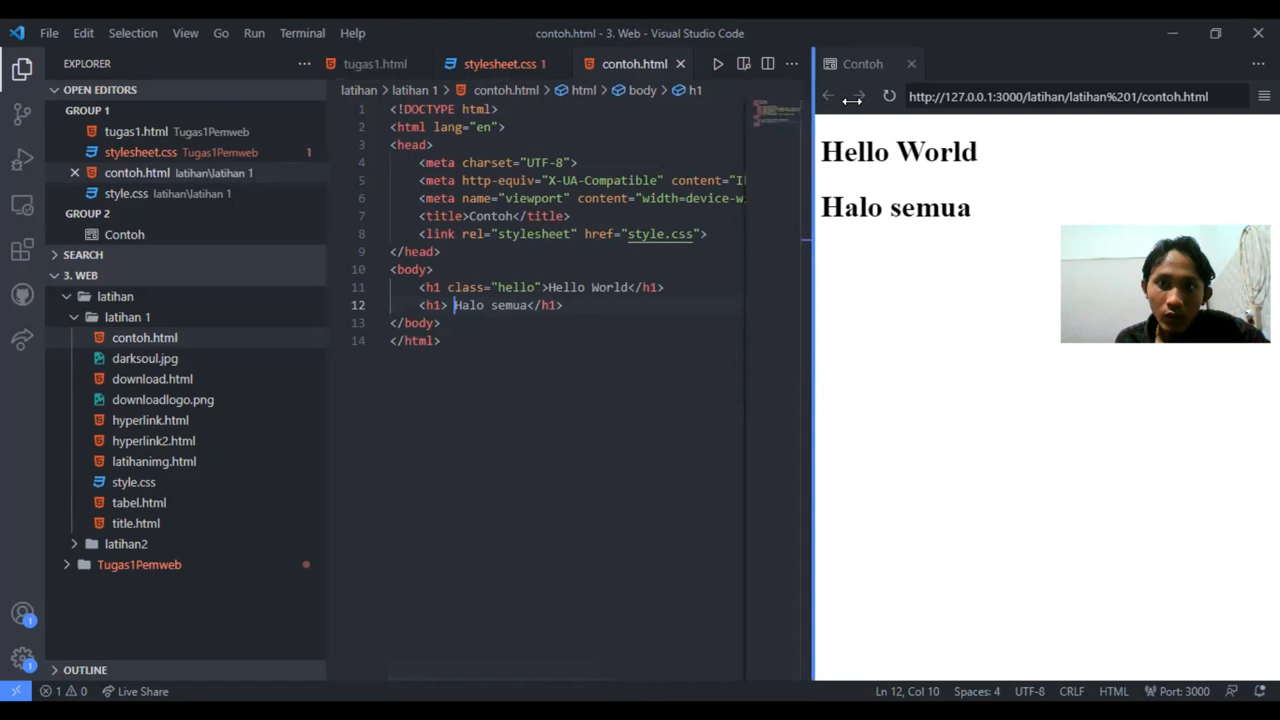 File Edit Selection View Go Run Terminal Help
contoh.html - 3. Web - Visual Studio Code
EXPLORER
OPEN EDITORS
GROUP 1
tugas1.html Tugas1Pemweb
stylesheet.css Tugas1Pemweb 1
contoh.html latihan\latihan 1
style.css latihan\latihan 1
GROUP 2
Contoh
SEARCH
3. WEB
latihan
latihan 1
contoh.html
darksoul.jpg
download.html
downloadlogo.png
hyperlink.html
hyperlink2.html
latihanimg.html
style.css
tabel.html
title.html
latihan2
Tugas1Pemweb
OUTLINE
tugas1.html stylesheet.css 1 contoh.html
latihan > latihan 1 > contoh.html > html > body > h1
1 <!DOCTYPE html>
2 <html lang="en">
3 <head>
4 <meta charset="UTF-8">
5 <meta http-equiv="X-UA-Compatible" content="I
6 <meta name="viewport" content="width=device-w
7 <title>Contoh</title>
8 <link rel="stylesheet" href="style.css">
9 </head>
10 <body>
11 <h1 class="hello">Hello World</h1>
12 <h1> Halo semua</h1>
13 </body>
14 </html>
Contoh
http://127.0.0.1:3000/latihan/latihan%201/contoh.html
Hello World
Halo semua
1
1
1 0 Live Share
Ln 12, Col 10 Spaces: 4 UTF-8 CRLF HTML Port: 3000